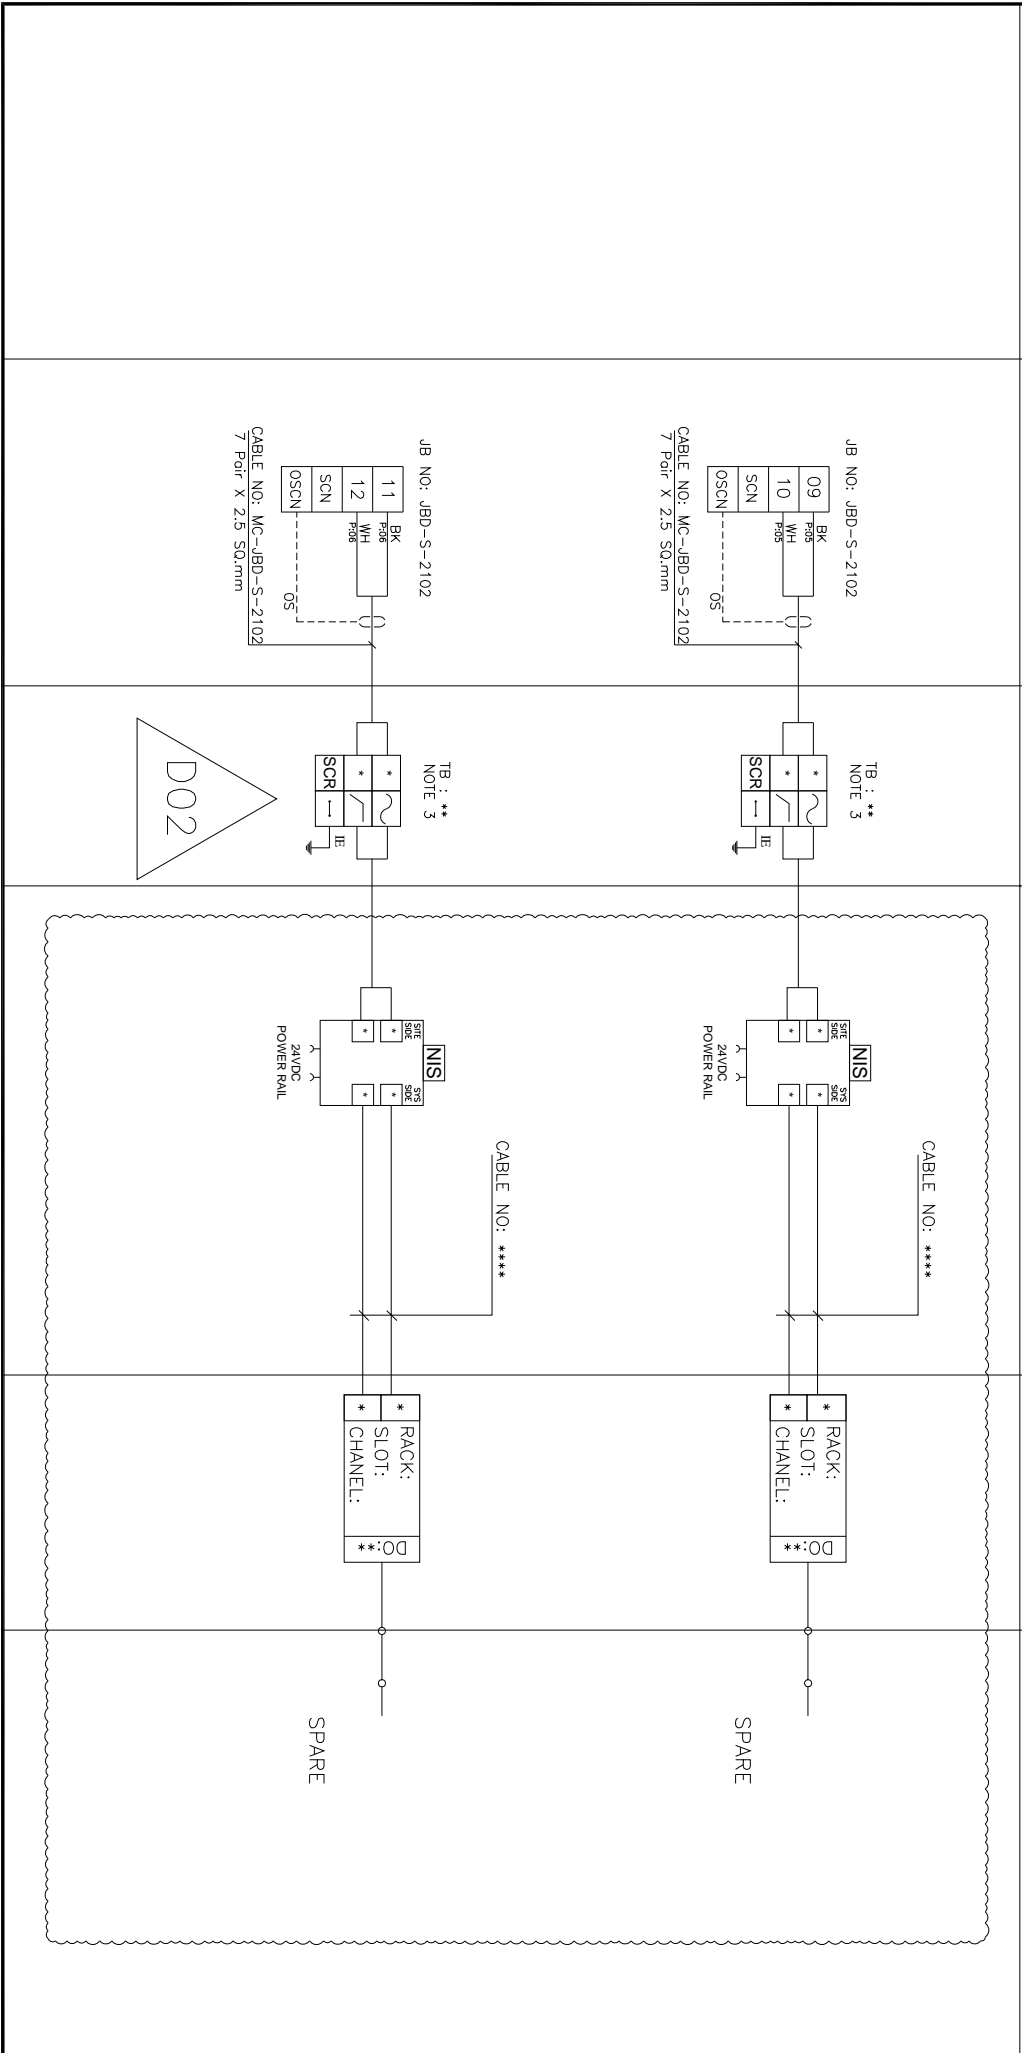 JB NO: JBD-S-2102
09
10
SCN
OSCN
BK
P:05
WH
P:05
OS
CABLE NO: MC-JBD-S-2102
7 Pair X 2.5 SQ.mm
TB : **
NOTE 3
*
*
SCR
IE
NIS
SITE
SIDE
SYS
SIDE
*
*
*
*
24VDC
POWER RAIL
CABLE NO: ****
*
*
RACK:
SLOT:
CHANEL:
DO:**
SPARE
JB NO: JBD-S-2102
11
12
SCN
OSCN
BK
P:06
WH
P:06
OS
CABLE NO: MC-JBD-S-2102
7 Pair X 2.5 SQ.mm
TB : **
NOTE 3
*
*
SCR
IE
NIS
SITE
SIDE
SYS
SIDE
*
*
*
*
24VDC
POWER RAIL
CABLE NO: ****
*
*
RACK:
SLOT:
CHANEL:
DO:**
SPARE
D02